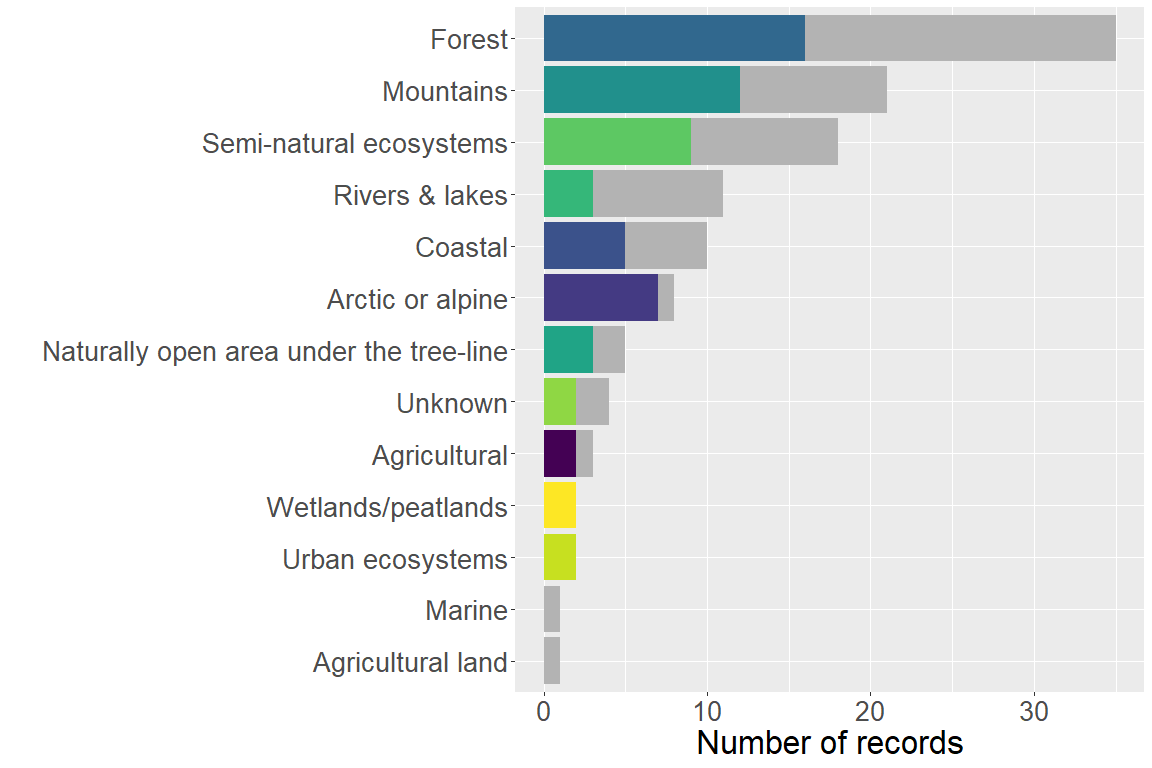 Forest
Mountains
Semi-natural ecosystems
Rivers & lakes
Coastal
Arctic or alpine
Naturally open area under the tree-line
Unknown
Agricultural
Wetlands/peatlands
Urban ecosystems
Marine
Agricultural land
0 10 20 30
Number of records